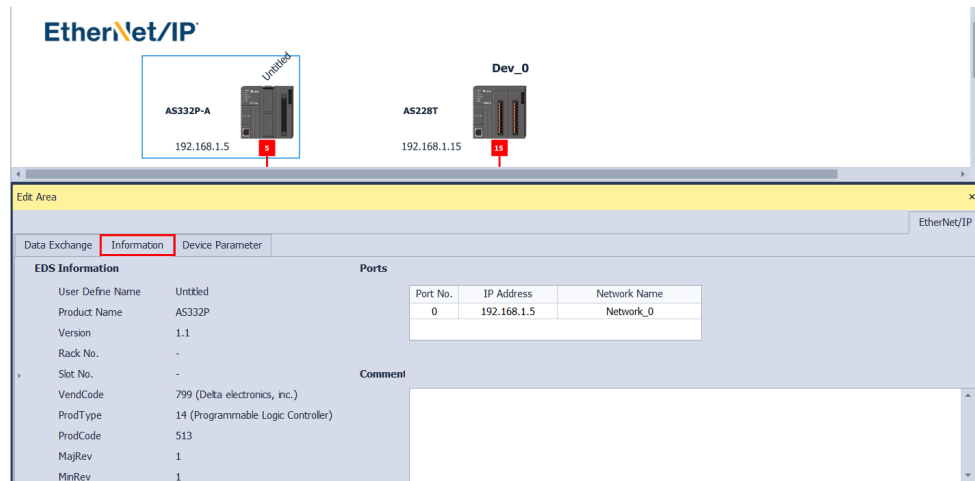 EtherNet/IP
Untitled
Dev_0
AS332P-A
AS228T
192.168.1.5
5
192.168.1.15
15
Edit Area
×
EtherNet/IP
Data Exchange Information Device Parameter
EDS Information
User Define Name Untitled
Product Name AS332P
Version 1.1
Rack No. -
Slot No. -
VendCode 799 (Delta electronics, inc.)
ProdType 14 (Programmable Logic Controller)
ProdCode 513
MajRev 1
MinRev 1
Ports
Port No. IP Address Network Name
0 192.168.1.5 Network_0
Comment